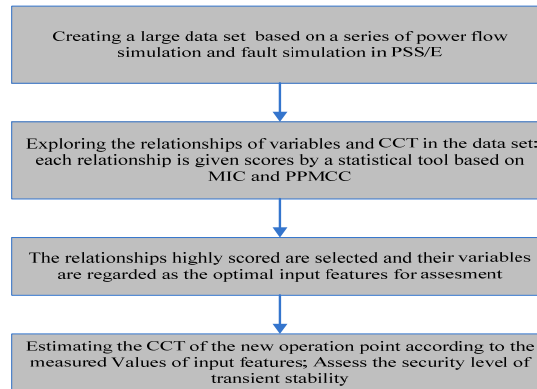 Creating a large data set based on a series of power flow
simulation and fault simulation in PSS/E
Exploring the relationships of variables and CCT in the data set:
each relationship is given scores by a statistical tool based on
MIC and PPMCC
The relationships highly scored are selected and their variables
are regarded as the optimal input features for assesment
Estimating the CCT of the new operation point according to the
measured Values of input features; Assess the security level of
transient stability